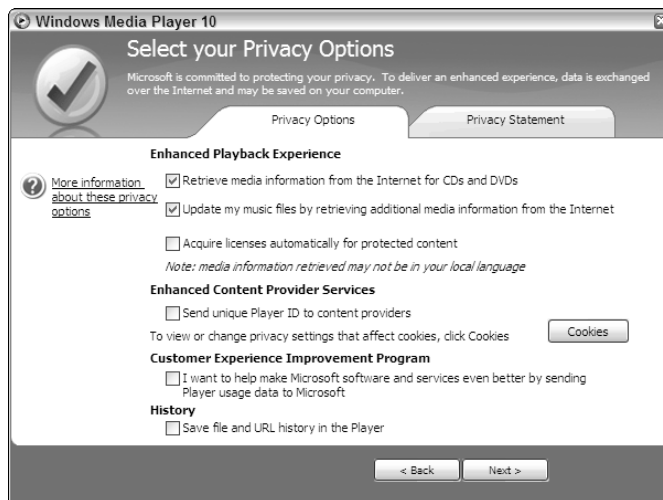 Windows Media Player 10
Select your Privacy Options
Microsoft is committed to protecting your privacy. To deliver an enhanced experience, data is exchanged
over the Internet and may be saved on your computer.
Privacy Options
Privacy Statement
Enhanced Playback Experience
More information
about these privacy
options
Retrieve media information from the Internet for CDs and DVDs
Update my music files by retrieving additional media information from the Internet
Acquire licenses automatically for protected content
Note: media information retrieved may not be in your local language
Enhanced Content Provider Services
Send unique Player ID to content providers
To view or change privacy settings that affect cookies, click Cookies
Cookies
Customer Experience Improvement Program
I want to help make Microsoft software and services even better by sending
Player usage data to Microsoft
History
Save file and URL history in the Player
< Back
Next >